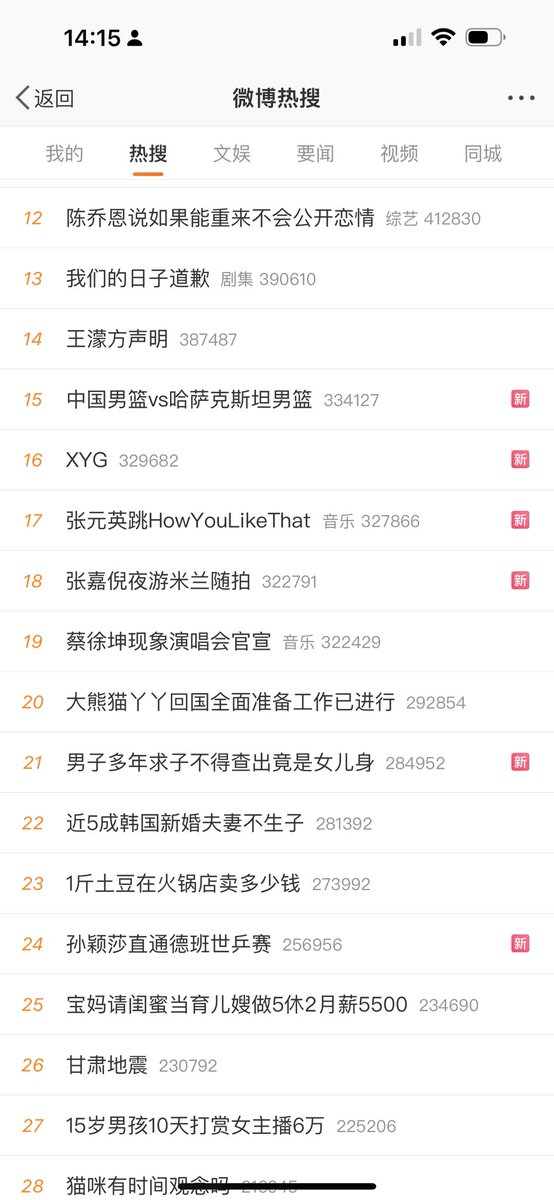 14:15
返回 微博热搜
我的 热搜 文娱 要闻 视频 同城
12 陈乔恩说如果能重来不会公开恋情 综艺 412830
13 我们的日子道歉 剧集 390610
14 王濛方声明 387487
15 中国男篮vs哈萨克斯坦男篮 334127 新
16 XYG 329682 新
17 张元英跳HowYouLikeThat 音乐 327866 新
18 张嘉倪夜游米兰随拍 322791 新
19 蔡徐坤现象演唱会官宣 音乐 322429
20 大熊猫丫丫回国全面准备工作已进行 292854
21 男子多年求子不得查出竟是女儿身 284952 新
22 近5成韩国新婚夫妻不生子 281392
23 1斤土豆在火锅店卖多少钱 273992
24 孙颖莎直通德班世乒赛 256956 新
25 宝妈请闺蜜当育儿嫂做5休2月薪5500 234690
26 甘肃地震 230792
27 15岁男孩10天打赏女主播6万 225206
28 猫咪有时间观念吗